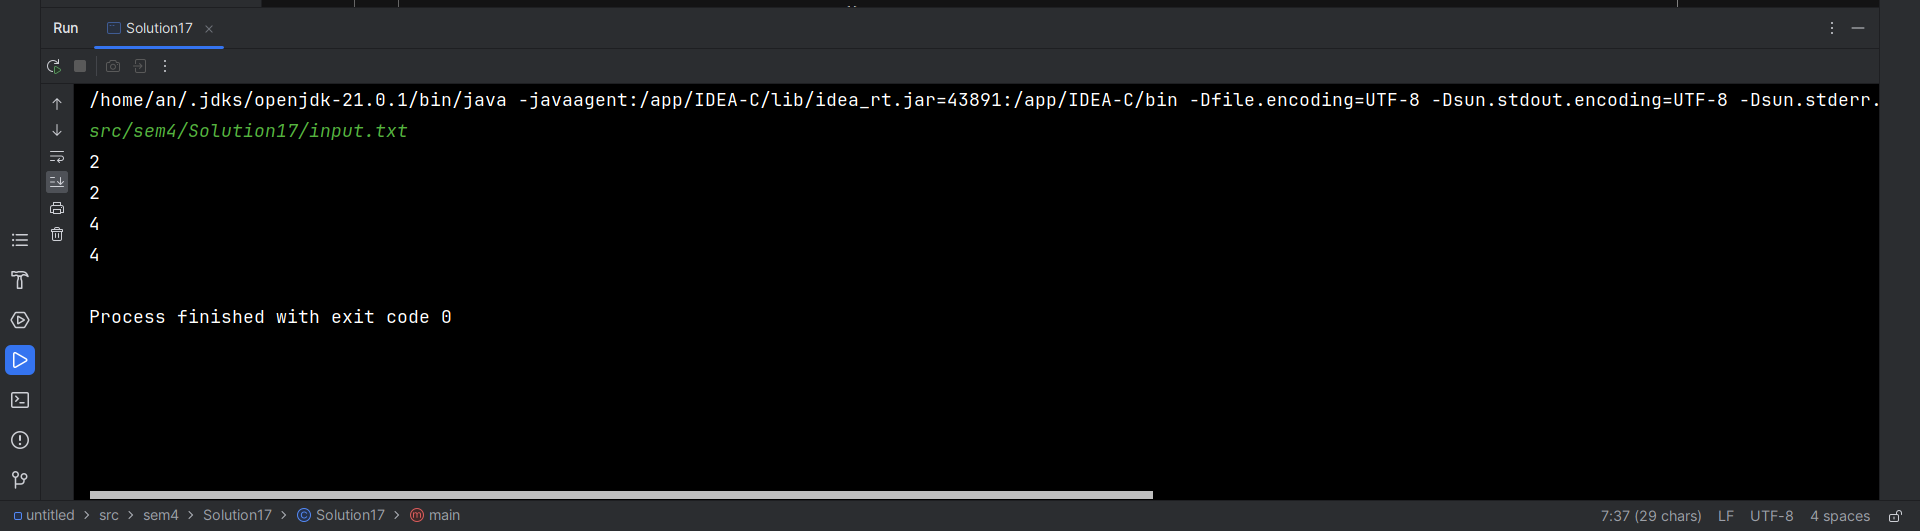 Run Solution17
/home/an/.jdks/openjdk-21.0.1/bin/java -javaagent:/app/IDEA-C/lib/idea_rt.jar=43891:/app/IDEA-C/bin -Dfile.encoding=UTF-8 -Dsun.stdout.encoding=UTF-8 -Dsun.stderr.
src/sem4/Solution17/input.txt
2
2
4
4
Process finished with exit code 0
untitled > src > sem4 > Solution17 > Solution17 > main 7:37 (29 chars) LF UTF-8 4 spaces